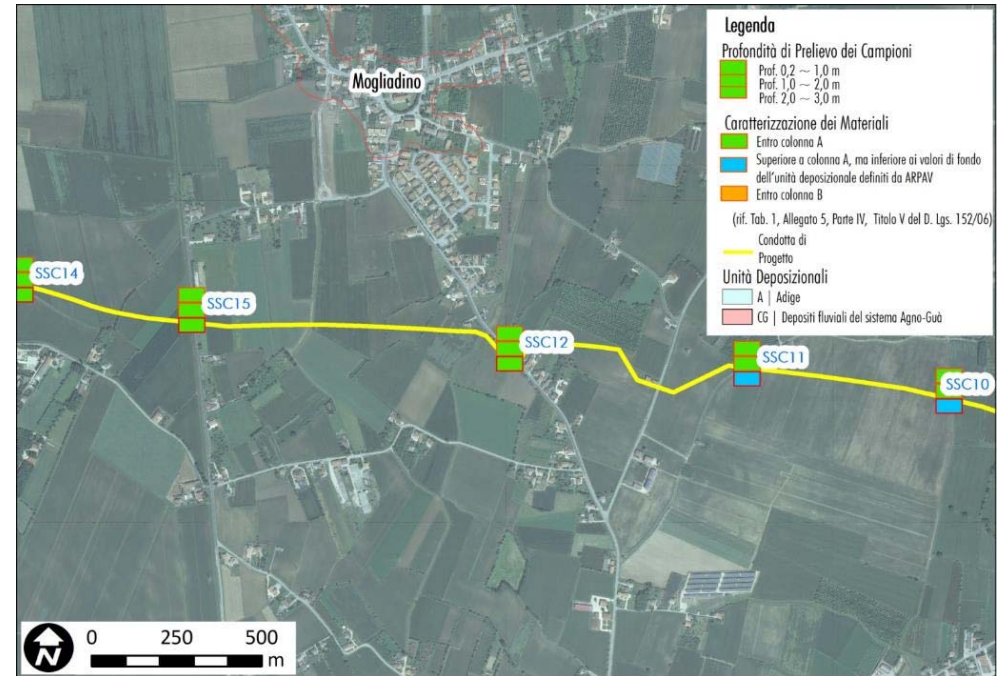 Mogliadino
SSC14
SSC15
SSC12
SSC11
SSC10
Legenda
Profondità di Prelievo dei Campioni
Prof. 0,2 ~ 1,0 m
Prof. 1,0 ~ 2,0 m
Prof. 2,0 ~ 3,0 m
Caratterizzazione dei Materiali
Entro colonna A
Superiore a colonna A, ma inferiore ai valori di fondo
dell'unità deposizionale definiti da ARPAV
Entro colonna B
(rif. Tab. 1, Allegato 5, Parte IV, Titolo V del D. Lgs. 152/06)
Condotta di
Progetto
Unità Deposizionali
A | Adige
CG | Depositi fluviali del sistema Agno-Guà
N
0 250 500
m